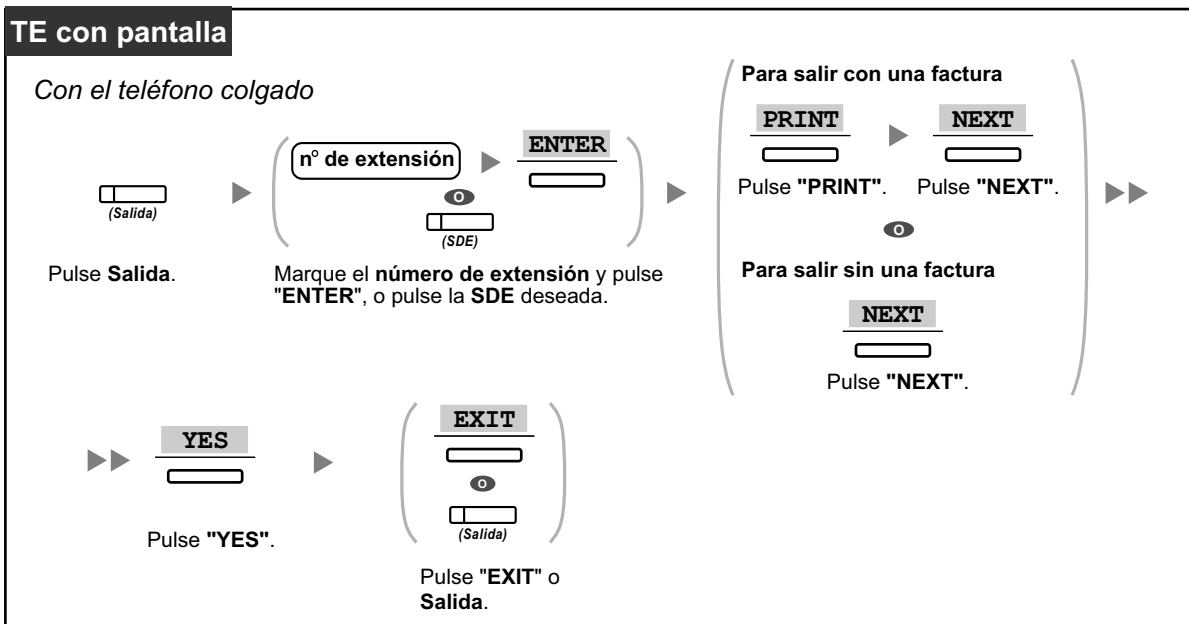 TE con pantalla
Con el teléfono colgado
(Salida)
Pulse Salida.
nº de extensión
ENTER
o
(SDE)
Marque el número de extensión y pulse
"ENTER", o pulse la SDE deseada.
Para salir con una factura
PRINT
NEXT
Pulse "PRINT".
Pulse "NEXT".
o
Para salir sin una factura
NEXT
Pulse "NEXT".
YES
Pulse "YES".
EXIT
o
(Salida)
Pulse "EXIT" o
Salida.